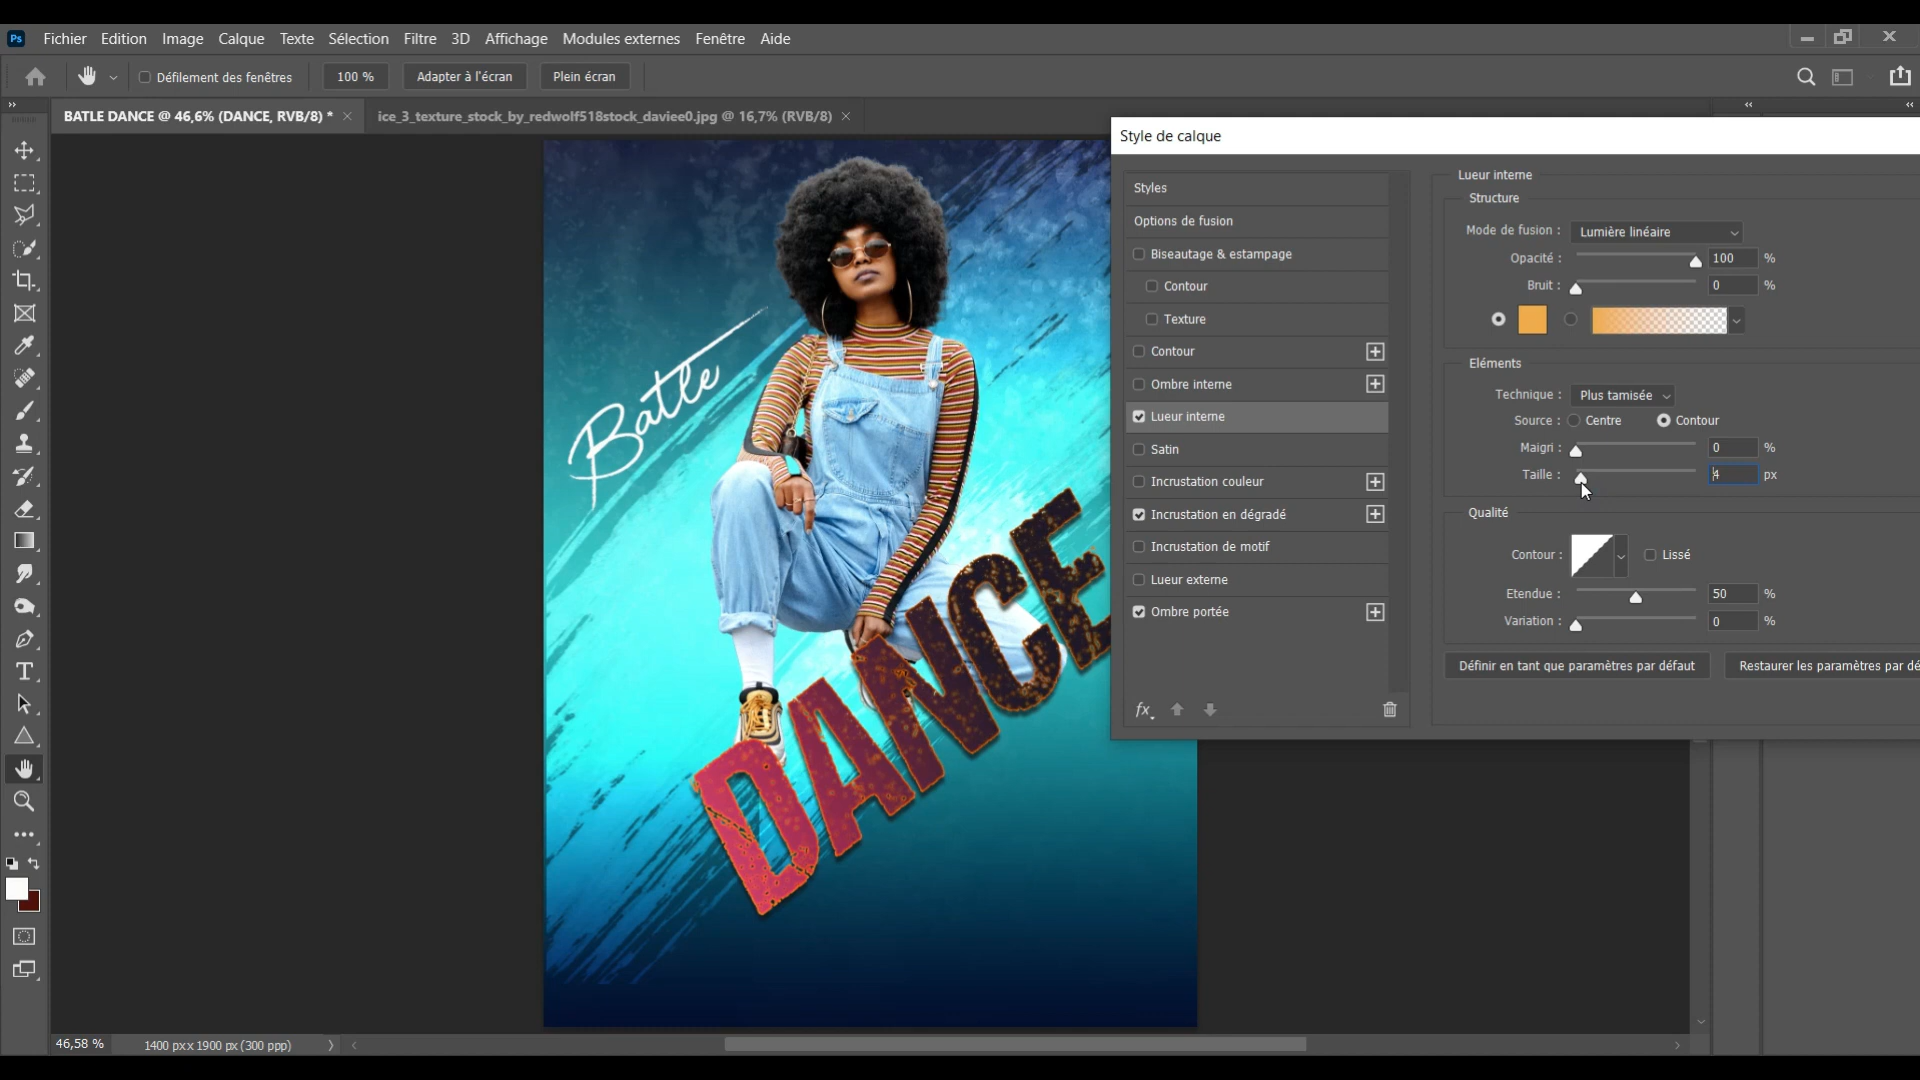 Ps Fichier Edition Image Calque Texte Sélection Filtre 3D Affichage Modules externes Fenêtre Aide
Défilement des fenêtres 100 % Adapter à l'écran Plein écran
BATLE DANCE @ 46,6% (DANCE, RVB/8) * ice_3_texture_stock_by_redwolf518stock_daviee0.jpg @ 16,7% (RVB/8)
Style de calque
Styles
Options de fusion
Biseautage & estampage
Contour
Texture
Contour
Ombre interne
Lueur interne
Satin
Incrustation couleur
Incrustation en dégradé
Incrustation de motif
Lueur externe
Ombre portée
fx
Lueur interne
Structure
Mode de fusion : Lumière linéaire
Opacité : 100 %
Bruit : 0 %
Eléments
Technique : Plus tamisée
Source : Centre Contour
Maigri : 0 %
Taille : 4 px
Qualité
Contour : Lissé
Etendue : 50 %
Variation : 0 %
Définir en tant que paramètres par défaut Restaurer les paramètres par dé
Batle
DANCE
46,58 % 1400 px x 1900 px (300 ppp)